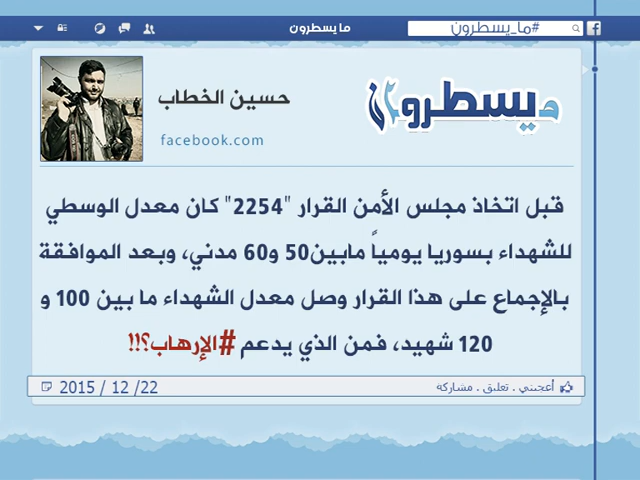 ما يسطرون
#ما_يسطرون
حسين الخطاب
facebook.com
ما يسطرون
قبل اتخاذ مجلس الأمن القرار "2254" كان معدل الوسطي
للشهداء بسوريا يومياً مابين50 و60 مدني، وبعد الموافقة
بالإجماع على هذا القرار وصل معدل الشهداء ما بين 100 و
120 شهيد، فمن الذي يدعم #الإرهاب؟!!
أعجبني . تعليق . مشاركة
2015 / 12 /22